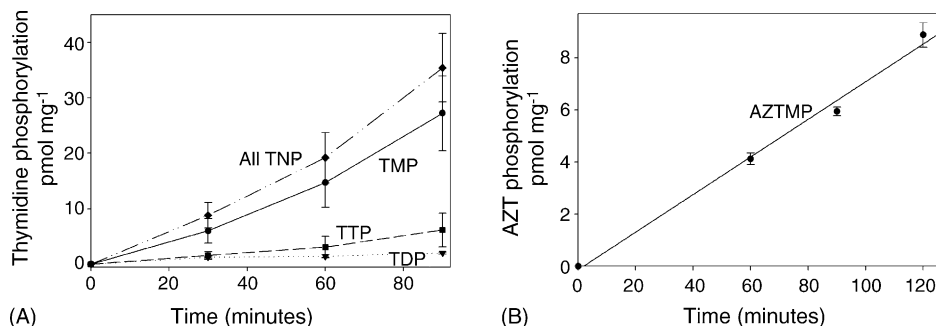 Thymidine phosphorylation
pmol mg⁻¹
40
30
20
10
0
All TNP
TMP
TTP
TDP
0 20 40 60 80
(A) Time (minutes)
AZT phosphorylation
pmol mg⁻¹
8
6
4
2
0
AZTMP
0 20 40 60 80 100 120
(B) Time (minutes)